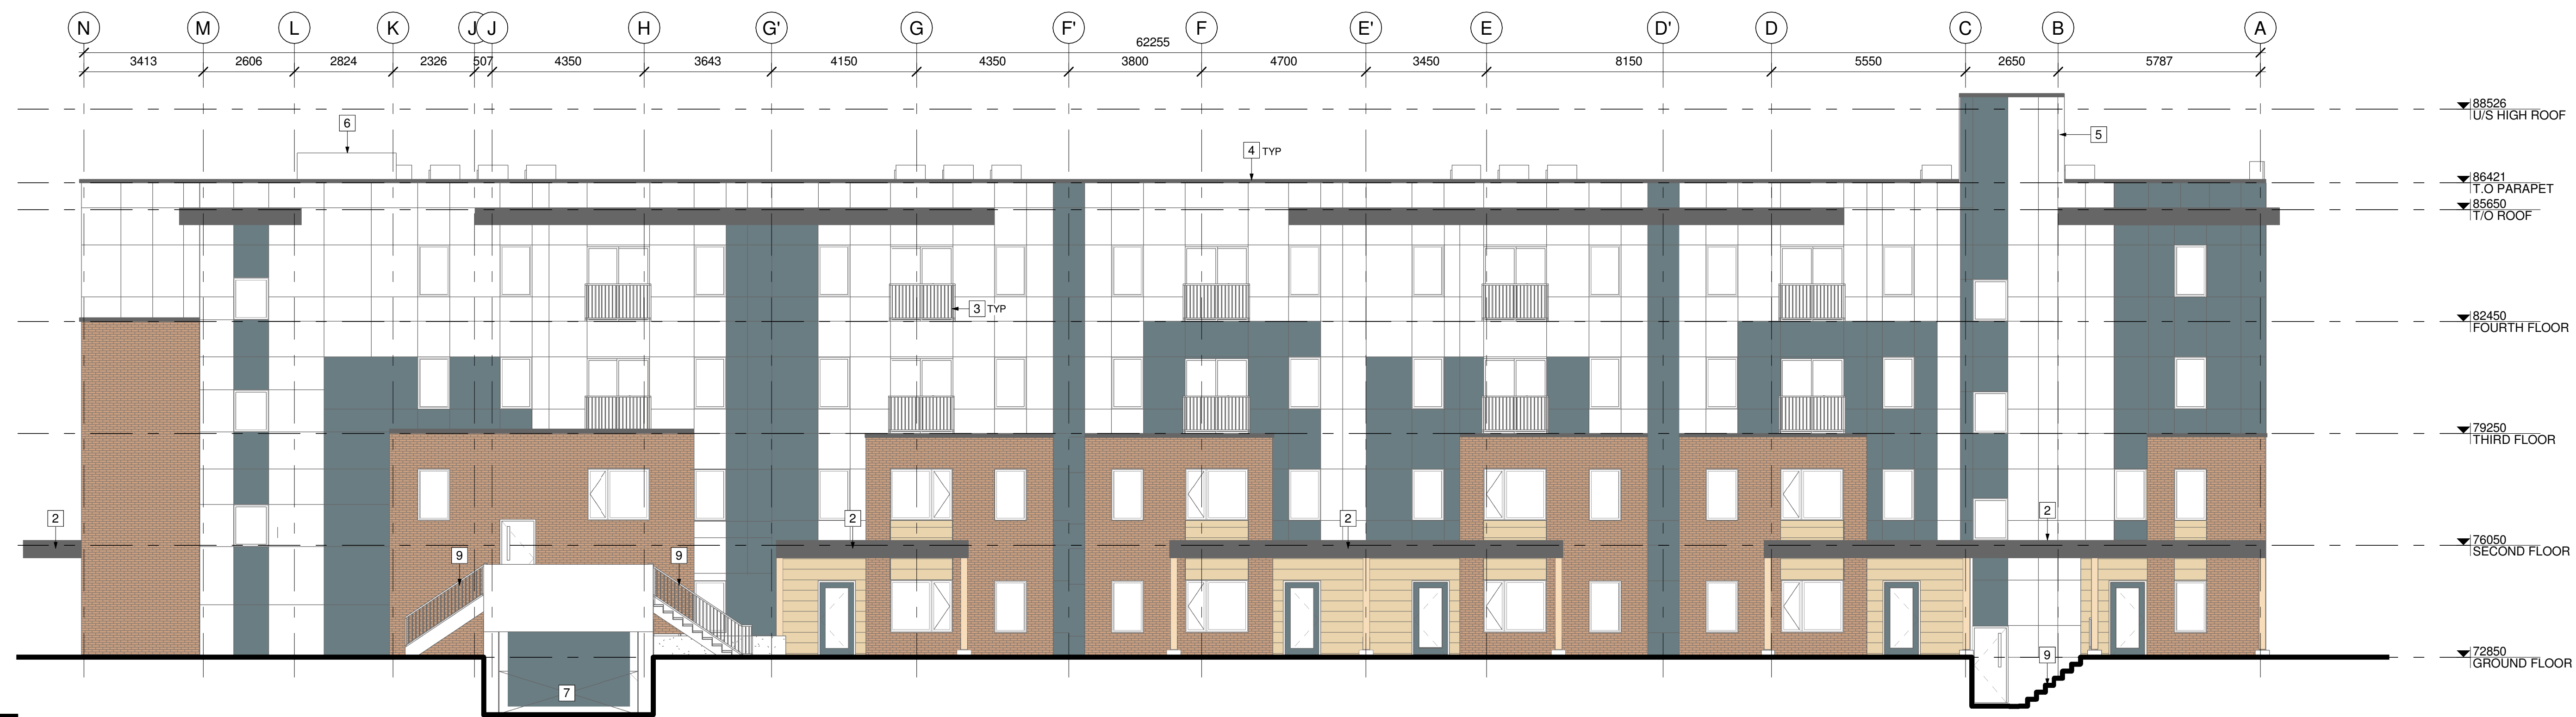 N M L K J' J H G' G F' F E' E D' D C B A
62255
3413 2606 2824 2326 507 4350 3643 4150 4350 3800 4700 3450 8150 5550 2650 5787
88526
U/S HIGH ROOF
6
5
4 TYP
86421
T.O PARAPET
85650
T/O ROOF
3 TYP
82450
FOURTH FLOOR
79250
THIRD FLOOR
2 2 2 2
76050
SECOND FLOOR
9 9
9
72850
GROUND FLOOR
7